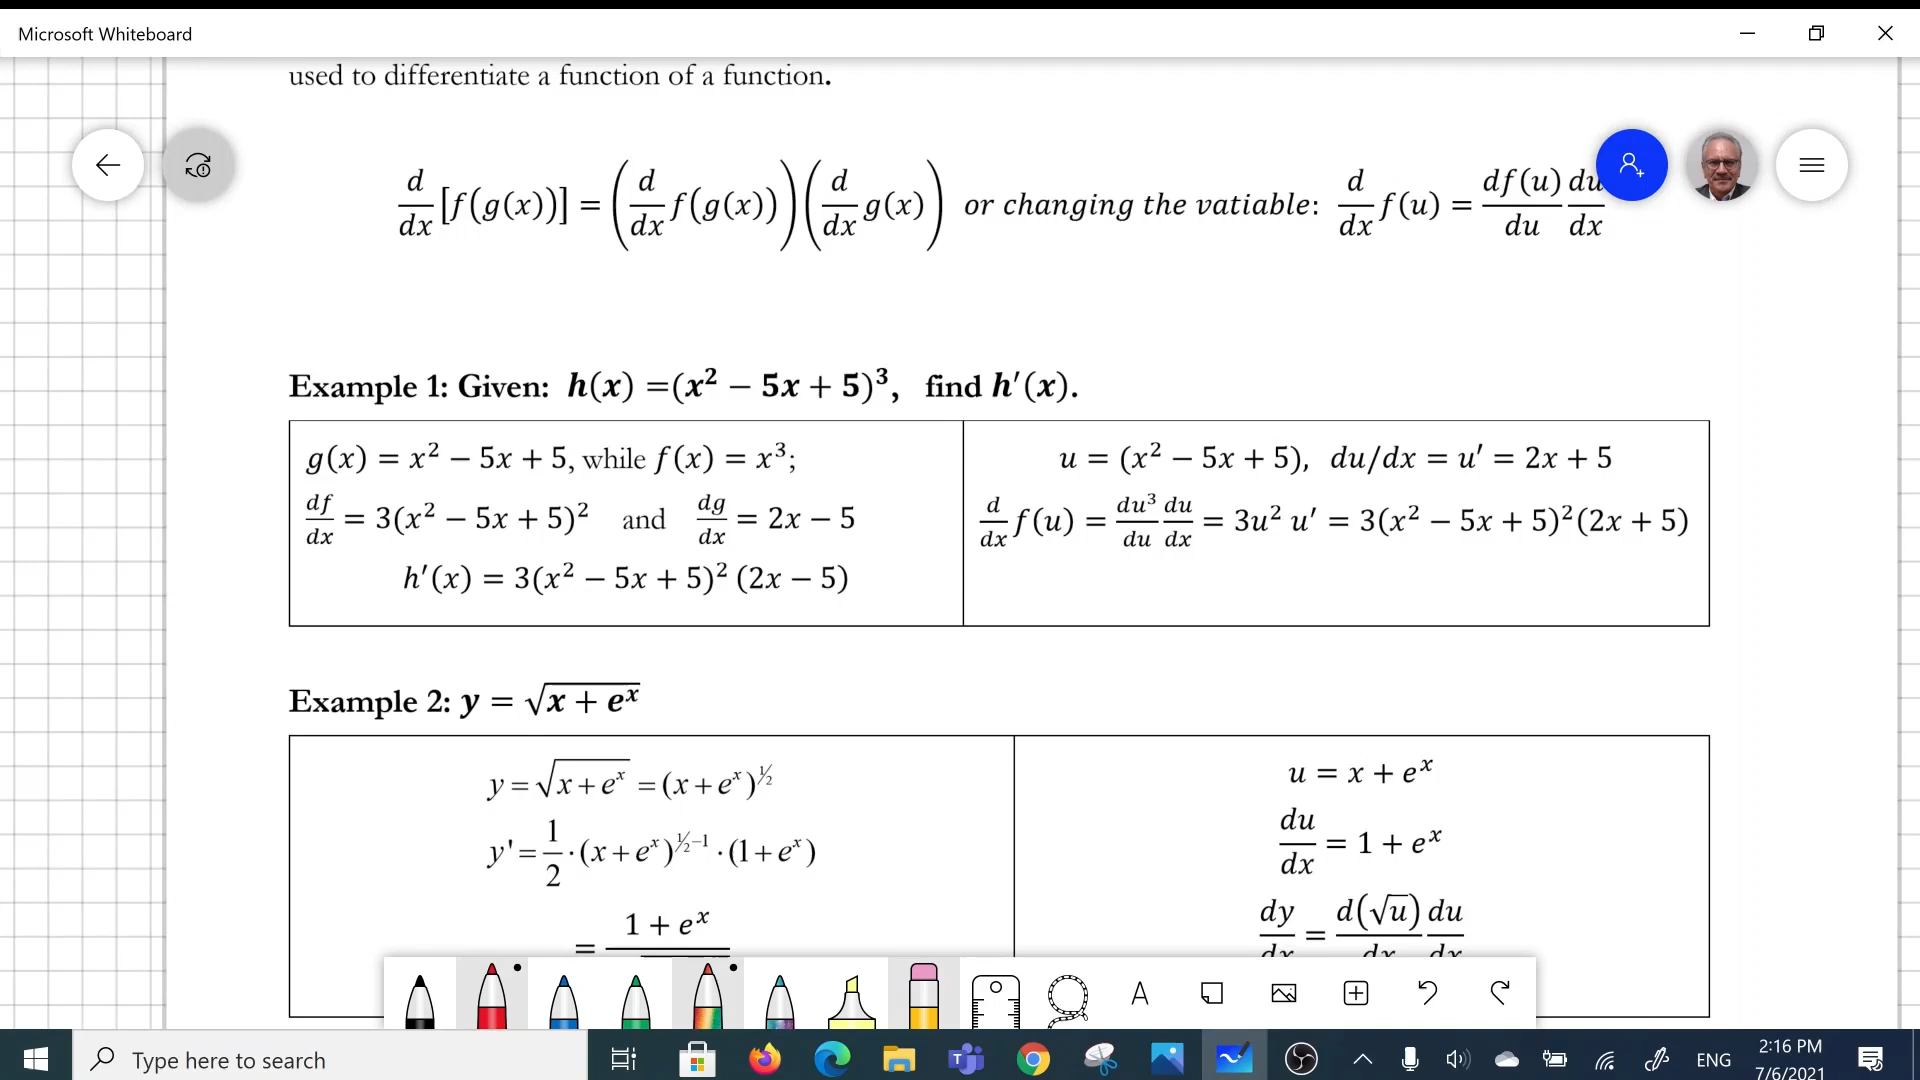 Microsoft Whiteboard
used to differentiate a function of a function.
d/dx [f(g(x))] = (d/dx f(g(x))) (d/dx g(x)) or changing the vatiable: d/dx f(u) = df(u)/du du/dx
Example 1: Given: h(x) =(x² − 5x + 5)³, find h′(x).
g(x) = x² − 5x + 5, while f(x) = x³;
df/dx = 3(x² − 5x + 5)² and dg/dx = 2x − 5
h′(x) = 3(x² − 5x + 5)² (2x − 5)
u = (x² − 5x + 5), du/dx = u′ = 2x + 5
d/dx f(u) = du³/du du/dx = 3u² u′ = 3(x² − 5x + 5)²(2x + 5)
Example 2: y = √(x + eˣ)
y = √(x + eˣ) = (x + eˣ)^½
y' = 1/2 · (x + eˣ)^(½−1) · (1 + eˣ)
= 1 + eˣ
u = x + eˣ
du/dx = 1 + eˣ
dy/dx = d(√u)/dx du/dx
A
Type here to search
ENG
2:16 PM
7/6/2021